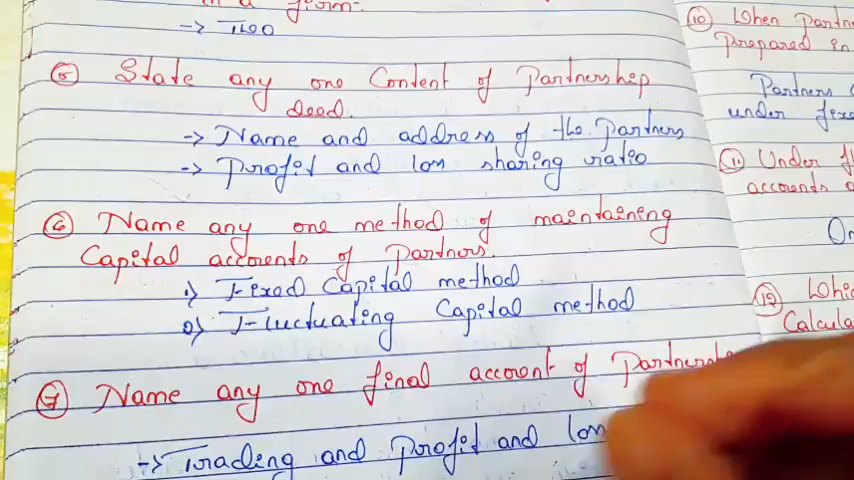 in a firm.
-> Two
⑤ State any one Content of Partnership
deed.
-> Name and address of the Partners
-> Profit and loss sharing ratio
⑥ Name any one method of maintaining
Capital accounts of Partners.
1) Fixed Capital method
2) Fluctuating Capital method
⑦ Name any one final account of
-> Trading and Profit and loss
⑩ When
Prepared in
Partners
under
⑪ Under
accounts
⑫